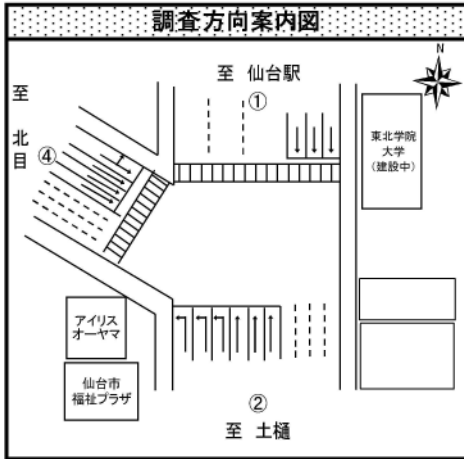 調査方向案内図
至 仙台駅
①
N
至 北目
④
東北学院
大学
(建設中)
アイリス
オーヤマ
仙台市
福祉プラザ
②
至 土樋